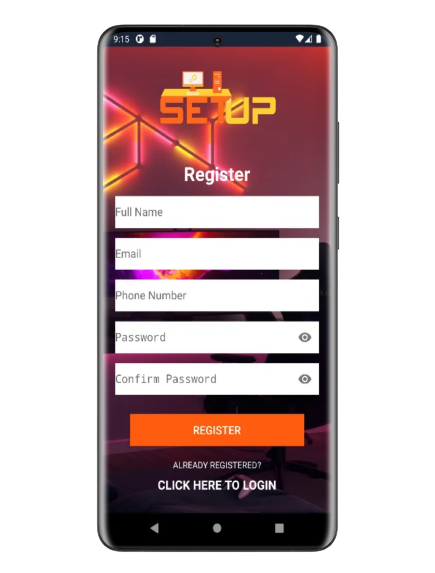 9:15
SETUP
Register
Full Name
Email
Phone Number
Password
Confirm Password
REGISTER
ALREADY REGISTERED?
CLICK HERE TO LOGIN